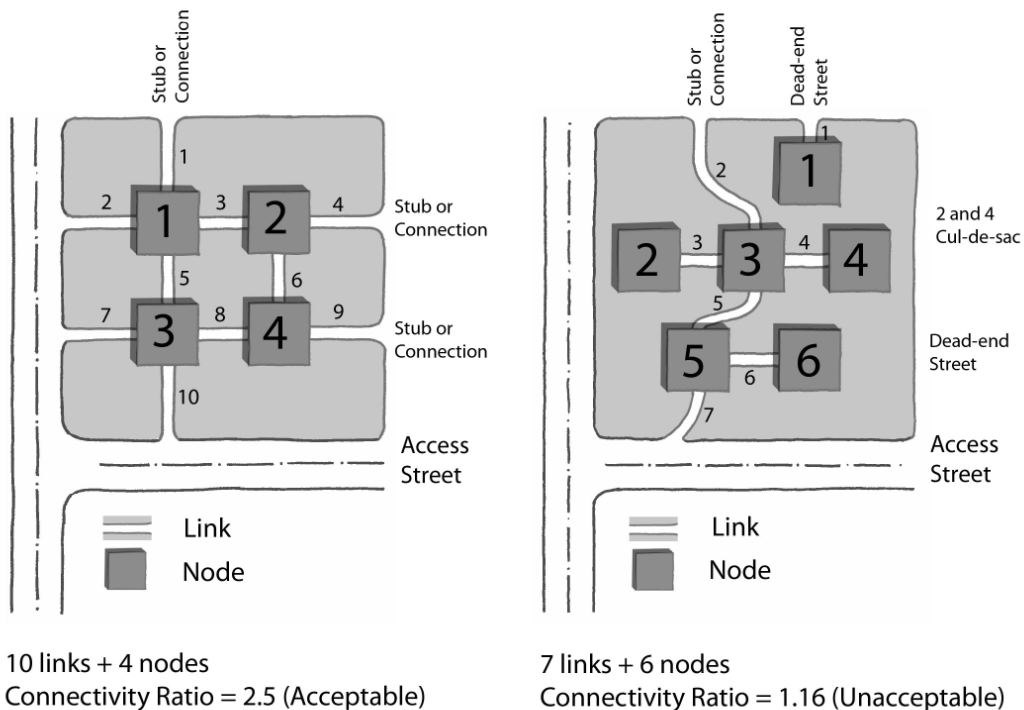 Stub or
Connection
1
2
3
4
1
2
Stub or
Connection
5
6
7
8
9
3
4
Stub or
Connection
10
Access
Street
Link
Node
10 links + 4 nodes
Connectivity Ratio = 2.5 (Acceptable)
Stub or
Connection
Dead-end
Street
1
1
2
2 and 4
Cul-de-sac
3
4
2
3
4
5
Dead-end
Street
5
6
6
7
Access
Street
Link
Node
7 links + 6 nodes
Connectivity Ratio = 1.16 (Unacceptable)